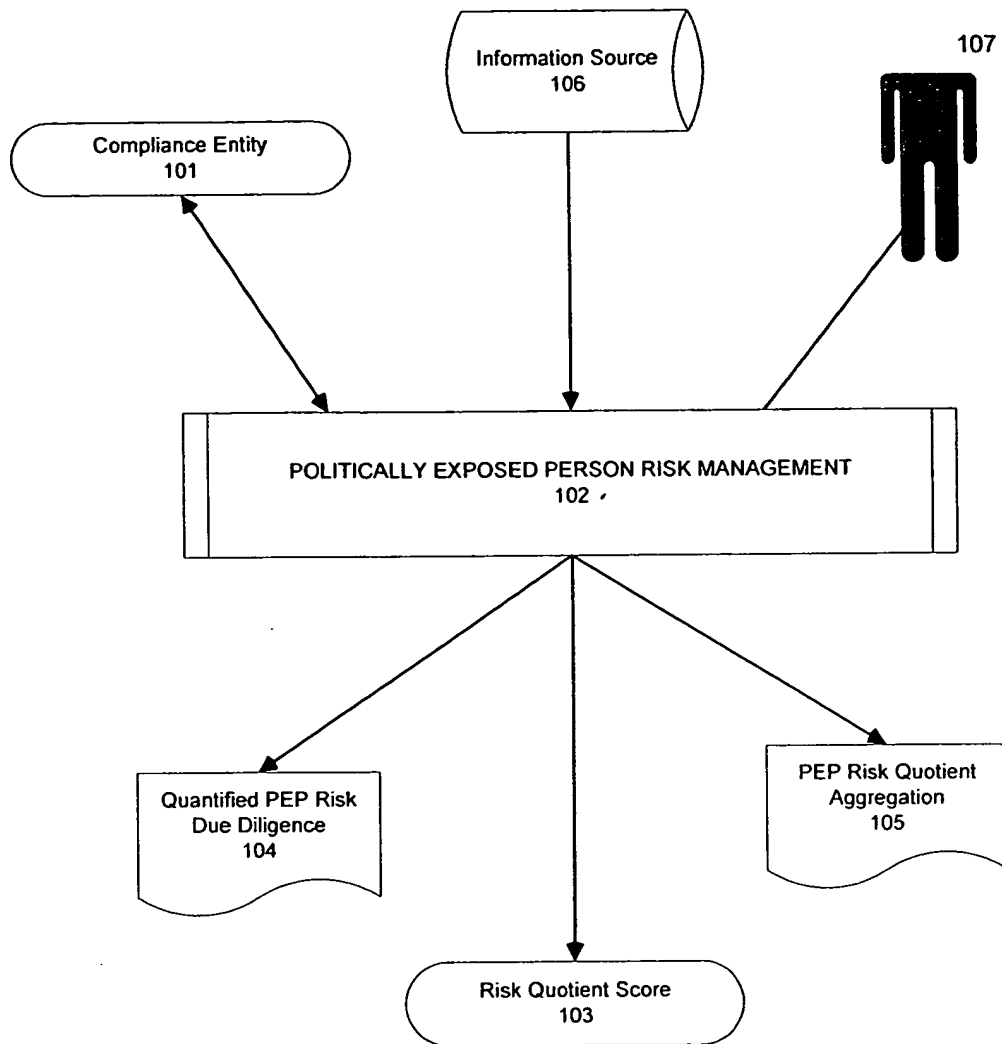 Information Source
106
107
Compliance Entity
101
POLITICALLY EXPOSED PERSON RISK MANAGEMENT
102
Quantified PEP Risk
Due Diligence
104
PEP Risk Quotient
Aggregation
105
Risk Quotient Score
103